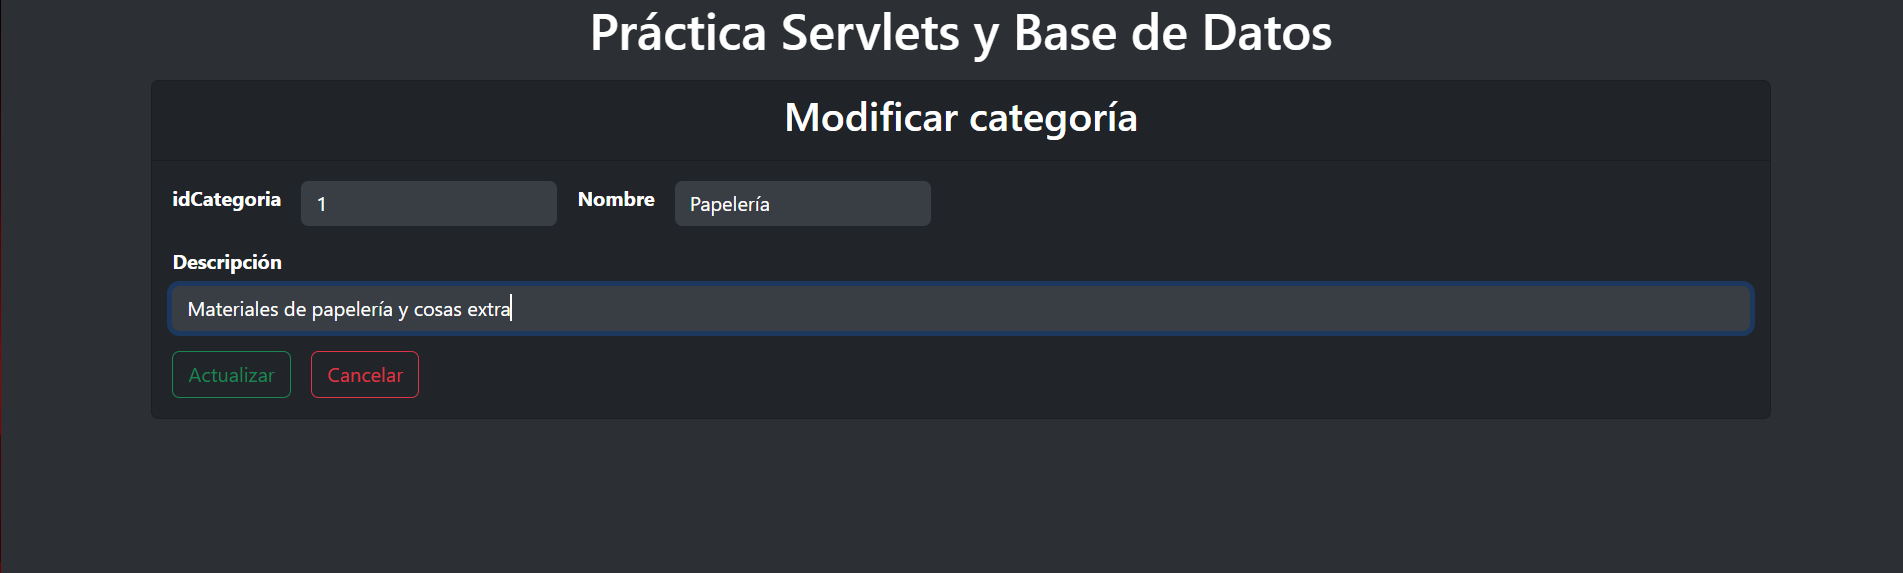 Práctica Servlets y Base de Datos
Modificar categoría
idCategoria 1 Nombre Papelería
Descripción
Materiales de papelería y cosas extra
Actualizar Cancelar